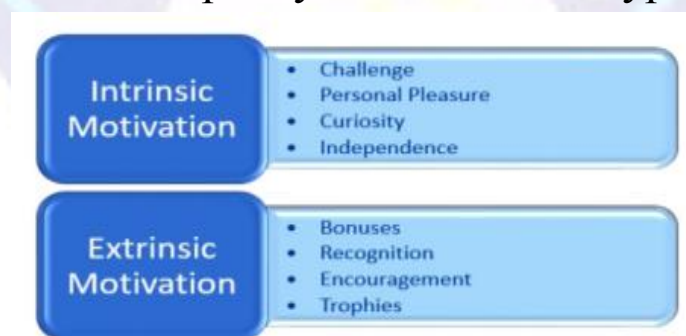 Intrinsic
Motivation
• Challenge
• Personal Pleasure
• Curiosity
• Independence
Extrinsic
Motivation
• Bonuses
• Recognition
• Encouragement
• Trophies